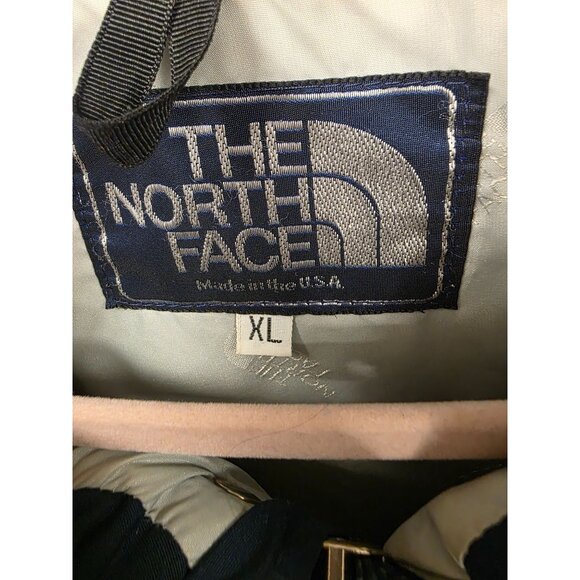 THE
NORTH
FACE
Made in the U.S.A.
XL